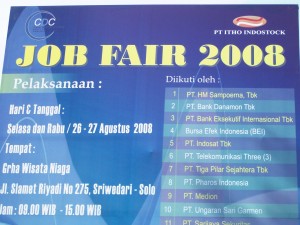 CDC
PT ITHO INDOSTOCK
JOB FAIR 2008
Pelaksanaan :
Hari & Tanggal :
Selasa dan Rabu / 26 - 27 Agustus 2008
Tempat :
Grha Wisata Niaga
Jl. Slamet Riyadi No 275, Sriwedari - Solo
Jam : 09.00 WIB - 15.00 WIB
Diikuti oleh :
1 PT. HM Sampoerna, Tbk
2 PT. Bank Danamon Tbk
3 PT. Bank Eksekutif Internasional Tbk
4 Bursa Efek Indonesia (BEI)
5 PT. Indosat Tbk
6 PT. Telekomunikasi Three (3)
7 PT. Tiga Pilar Sejahtera Tbk
8 PT. Pharos Indonesia
9 PT. Medion
10 PT. Ungaran Sari Garmen
11 PT.